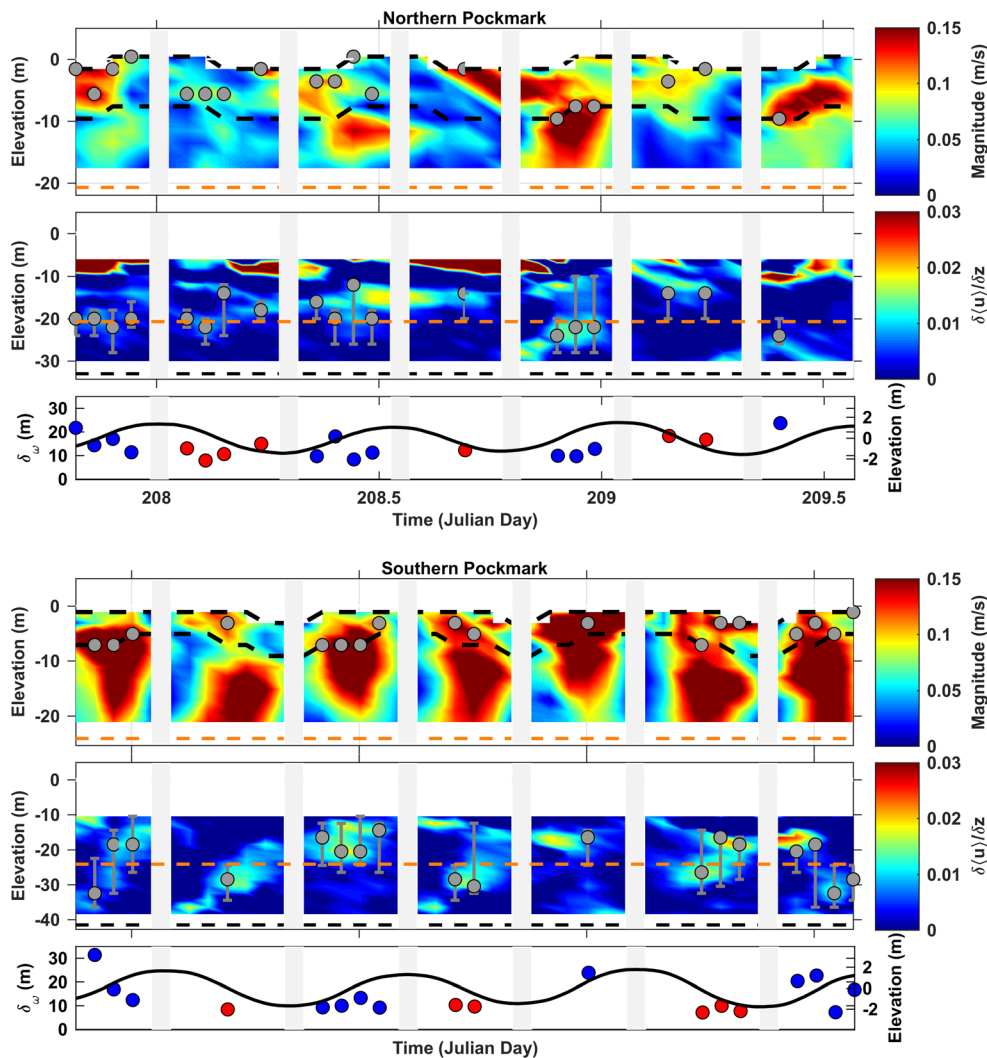 Northern Pockmark
0
-10
-20
Elevation (m)
0.15
0.1
0.05
0
Magnitude (m/s)
0
-10
-20
-30
Elevation (m)
0.03
0.02
0.01
0
δ⟨u⟩/δz
30
20
10
0
δω (m)
2
0
-2
Elevation (m)
208 208.5 209 209.5
Time (Julian Day)
Southern Pockmark
0
-10
-20
Elevation (m)
0.15
0.1
0.05
0
Magnitude (m/s)
0
-10
-20
-30
-40
Elevation (m)
0.03
0.02
0.01
0
δ⟨u⟩/δz
30
20
10
0
δω (m)
2
0
-2
Elevation (m)
Time (Julian Day)